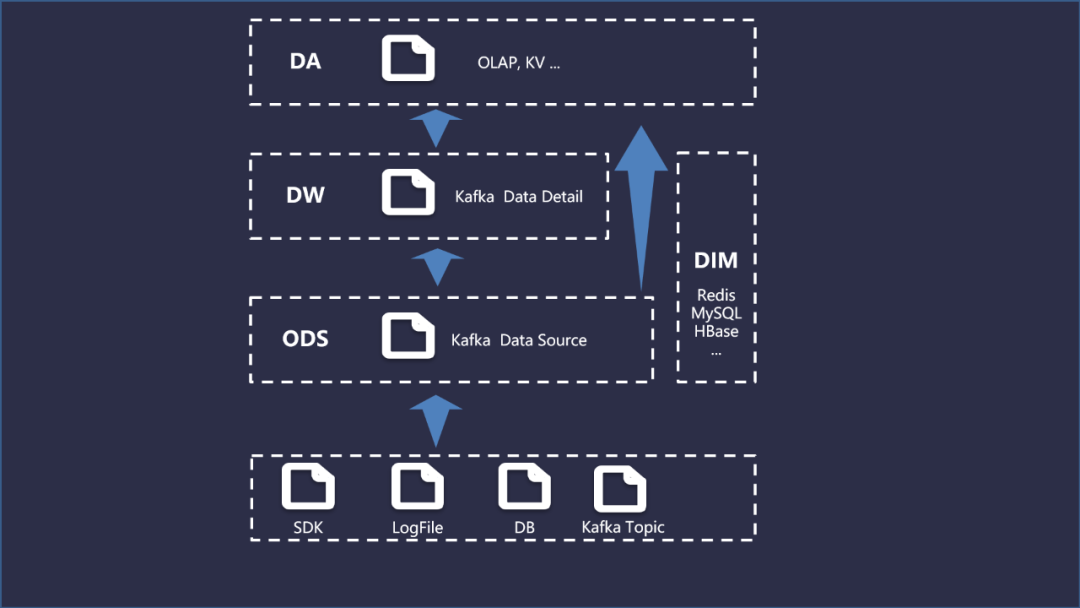 DA
OLAP, KV ...
DW
Kafka Data Detail
DIM
Redis
MySQL
HBase
...
ODS
Kafka Data Source
SDK
LogFile
DB
Kafka Topic